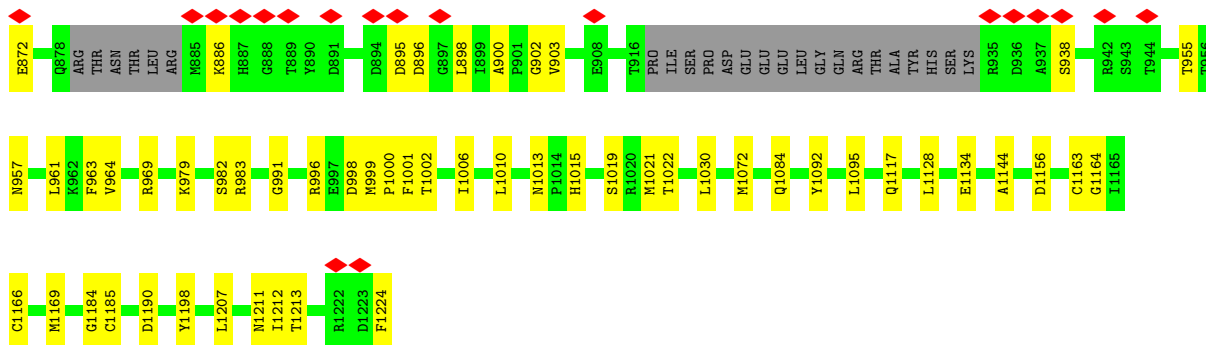 E872 Q878 ARG THR ASN THR LEU ARG M885 K886 H887 G888 T889 Y890 D891 D894 D895 D896 G897 L898 I899 A900 P901 G902 V903 E908 T916 PRO ILE SER PRO ASP GLU GLU GLU LEU GLY GLN ARG THR ALA TYR HIS SER LYS R935 D936 A937 S938 R942 S943 T944 T955 T956
N957 L961 K962 F963 V964 R969 K979 S982 R983 G991 R996 E997 D998 M999 P1000 F1001 T1002 I1006 L1010 N1013 P1014 H1015 S1019 R1020 M1021 T1022 L1030 M1072 Q1084 Y1092 L1095 Q1117 L1128 E1134 A1144 D1156 C1163 G1164 I1165
C1166 M1169 G1184 C1185 D1190 Y1198 L1207 N1211 I1212 T1213 R1222 D1223 F1224